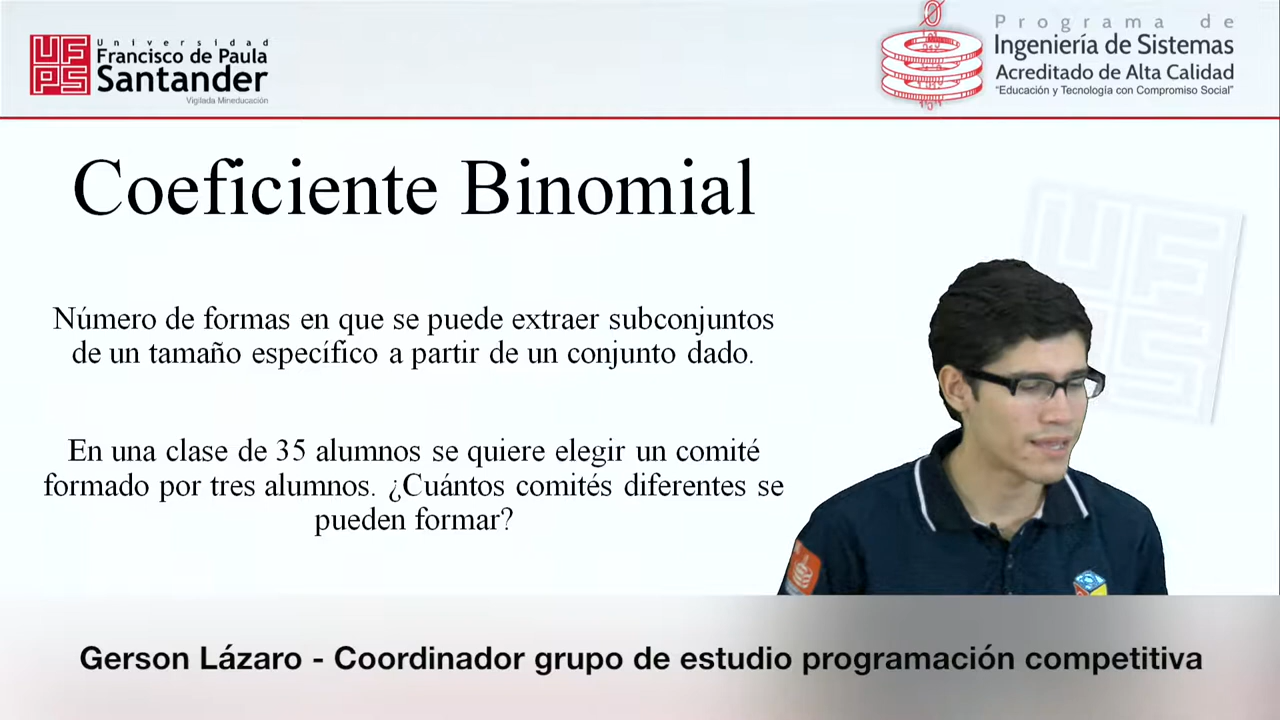 UFPS
Universidad
Francisco de Paula
Santander
Vigilada Mineducación
Programa de
Ingeniería de Sistemas
Acreditado de Alta Calidad
"Educación y Tecnología con Compromiso Social"
Coeficiente Binomial
Número de formas en que se puede extraer subconjuntos
de un tamaño específico a partir de un conjunto dado.
En una clase de 35 alumnos se quiere elegir un comité
formado por tres alumnos. ¿Cuántos comités diferentes se
pueden formar?
UFPS
Gerson Lázaro - Coordinador grupo de estudio programación competitiva